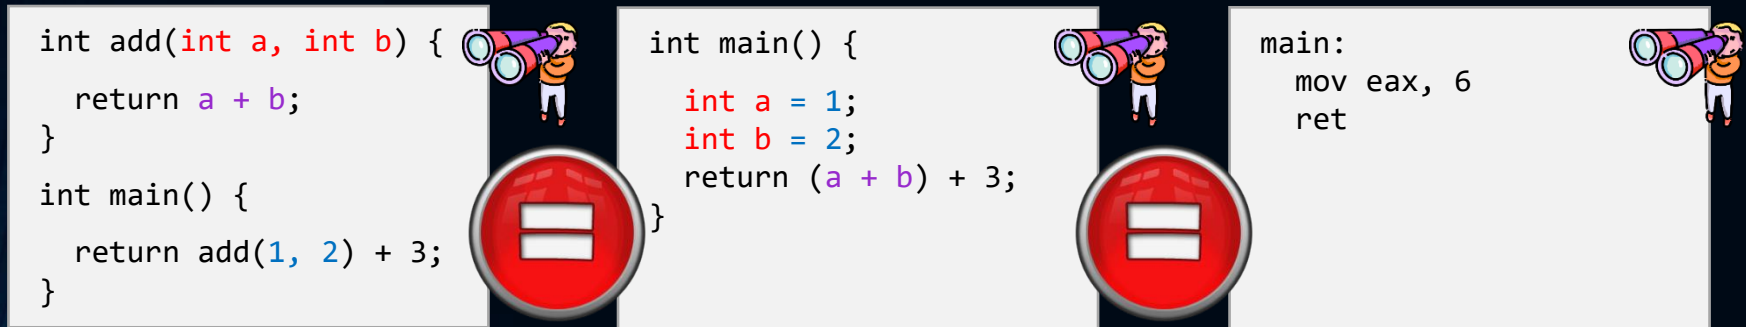 int add(int a, int b) {
return a + b;
}
int main() {
return add(1, 2) + 3;
}
int main() {
int a = 1;
int b = 2;
return (a + b) + 3;
}
main:
mov eax, 6
ret